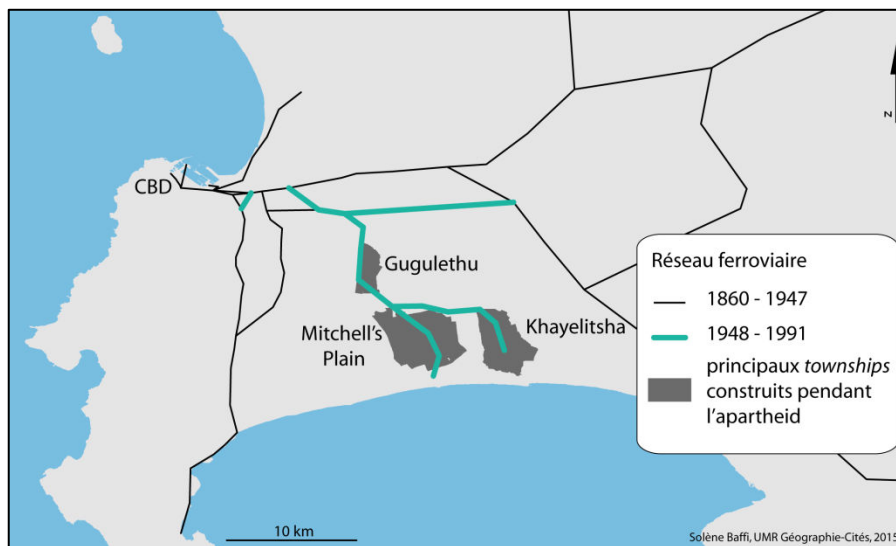 N
CBD
Gugulethu
Mitchell's
Plain
Khayelitsha
Réseau ferroviaire
1860 - 1947
1948 - 1991
principaux townships
construits pendant
l'apartheid
10 km
Solène Baffi, UMR Géographie-Cités, 2013